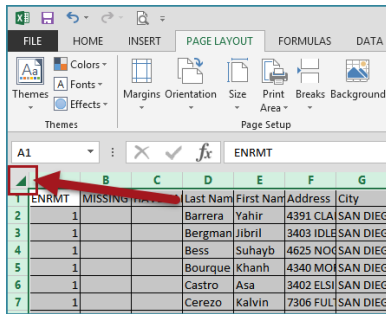 FILE HOME INSERT PAGE LAYOUT FORMULAS DATA
Aa Colors
A Fonts
Effects
Themes Margins Orientation Size Print Area Breaks Background
Themes Page Setup
A1 fx ENRMT
B C D E F G
1 ENRMT MISSING Last Nam First Nam Address City
2 1 Barrera Yahir 4391 CLAI SAN DIEG
3 1 Bergman Jibril 3403 IDLE SAN DIEG
4 1 Bess Suhayb 4625 NOG SAN DIEG
5 1 Bourque Khanh 4340 MOR SAN DIEG
6 1 Castro Asa 3402 ELSI SAN DIEG
7 1 Cerezo Kalvin 7306 FUL SAN DIEG